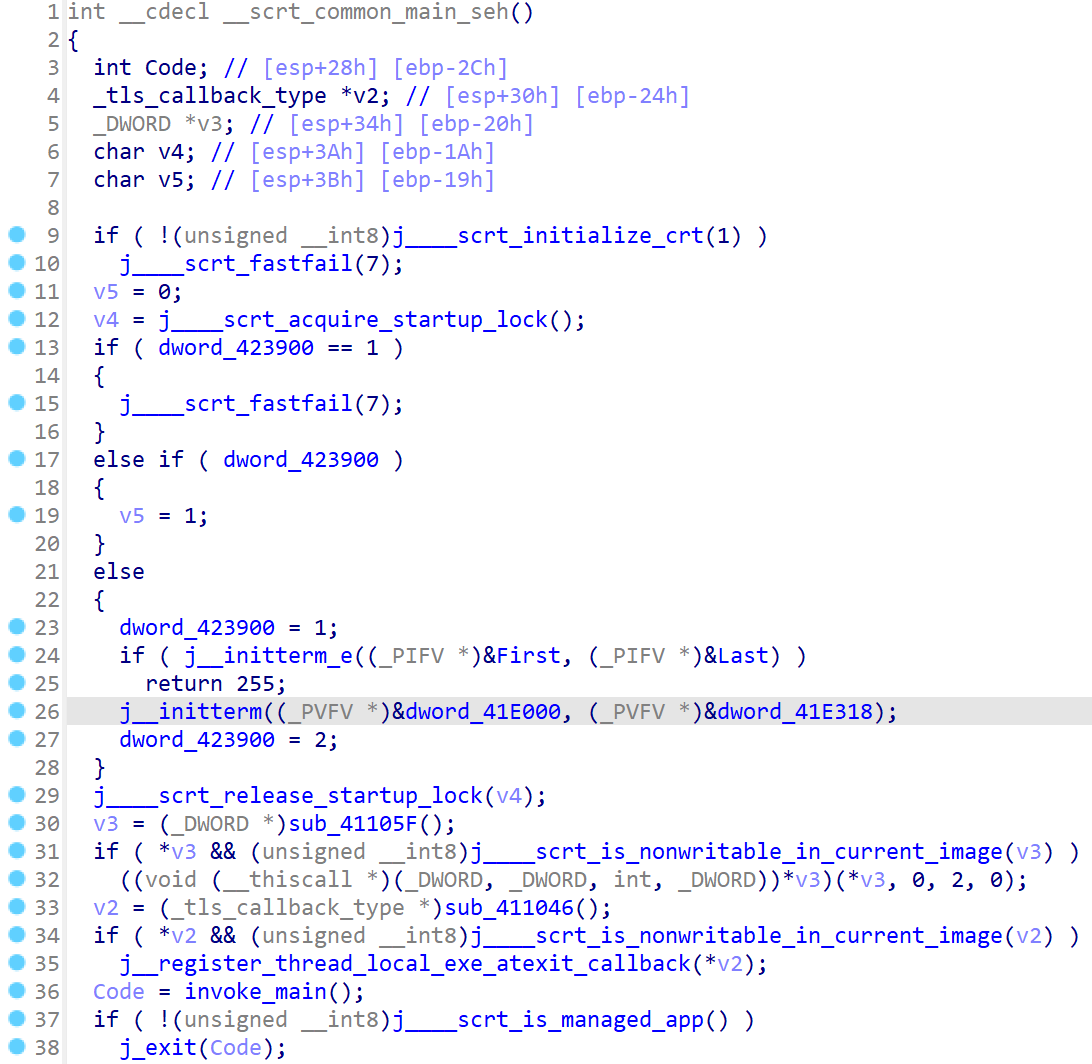 1 int __cdecl __scrt_common_main_seh()
2 {
3   int Code; // [esp+28h] [ebp-2Ch]
4   _tls_callback_type *v2; // [esp+30h] [ebp-24h]
5   _DWORD *v3; // [esp+34h] [ebp-20h]
6   char v4; // [esp+3Ah] [ebp-1Ah]
7   char v5; // [esp+3Bh] [ebp-19h]
8
9   if ( !(unsigned __int8)j____scrt_initialize_crt(1) )
10     j____scrt_fastfail(7);
11   v5 = 0;
12   v4 = j____scrt_acquire_startup_lock();
13   if ( dword_423900 == 1 )
14   {
15     j____scrt_fastfail(7);
16   }
17   else if ( dword_423900 )
18   {
19     v5 = 1;
20   }
21   else
22   {
23     dword_423900 = 1;
24     if ( j__initterm_e((_PIFV *)&First, (_PIFV *)&Last) )
25       return 255;
26     j__initterm((_PVFV *)&dword_41E000, (_PVFV *)&dword_41E318);
27     dword_423900 = 2;
28   }
29   j____scrt_release_startup_lock(v4);
30   v3 = (_DWORD *)sub_41105F();
31   if ( *v3 && (unsigned __int8)j____scrt_is_nonwritable_in_current_image(v3) )
32     ((void (__thiscall *)(_DWORD, _DWORD, int, _DWORD))*v3)(*v3, 0, 2, 0);
33   v2 = (_tls_callback_type *)sub_411046();
34   if ( *v2 && (unsigned __int8)j____scrt_is_nonwritable_in_current_image(v2) )
35     j__register_thread_local_exe_atexit_callback(*v2);
36   Code = invoke_main();
37   if ( !(unsigned __int8)j____scrt_is_managed_app() )
38     j_exit(Code);